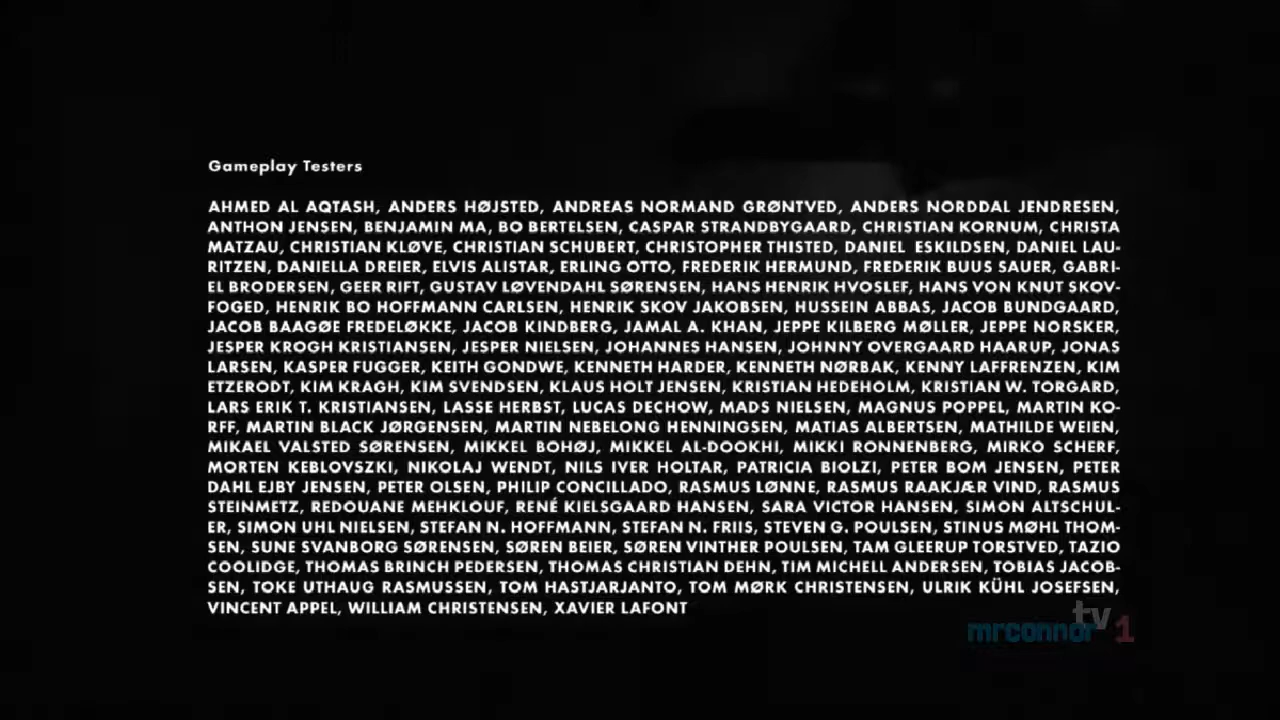 Gameplay Testers
AHMED AL AQTASH, ANDERS HØJSTED, ANDREAS NORMAND GRØNTVED, ANDERS NORDDAL JENDRESEN,
ANTHON JENSEN, BENJAMIN MA, BO BERTELSEN, CASPAR STRANDBYGAARD, CHRISTIAN KORNUM, CHRISTA
MATZAU, CHRISTIAN KLØVE, CHRISTIAN SCHUBERT, CHRISTOPHER THISTED, DANIEL ESKILDSEN, DANIEL LAU-
RITZEN, DANIELLA DREIER, ELVIS ALISTAR, ERLING OTTO, FREDERIK HERMUND, FREDERIK BUUS SAUER, GABRI-
EL BRODERSEN, GEER RIFT, GUSTAV LØVENDAHL SØRENSEN, HANS HENRIK HVOSLEF, HANS VON KNUT SKOV-
FOGED, HENRIK BO HOFFMANN CARLSEN, HENRIK SKOV JAKOBSEN, HUSSEIN ABBAS, JACOB BUNDGAARD,
JACOB BAAGØE FREDELØKKE, JACOB KINDBERG, JAMAL A. KHAN, JEPPE KILBERG MØLLER, JEPPE NORSKER,
JESPER KROGH KRISTIANSEN, JESPER NIELSEN, JOHANNES HANSEN, JOHNNY OVERGAARD HAARUP, JONAS
LARSEN, KASPER FUGGER, KEITH GONDWE, KENNETH HARDER, KENNETH NØRBAK, KENNY LAFFRENZEN, KIM
ETZERODT, KIM KRAGH, KIM SVENDSEN, KLAUS HOLT JENSEN, KRISTIAN HEDEHOLM, KRISTIAN W. TORGARD,
LARS ERIK T. KRISTIANSEN, LASSE HERBST, LUCAS DECHOW, MADS NIELSEN, MAGNUS POPPEL, MARTIN KO-
RFF, MARTIN BLACK JØRGENSEN, MARTIN NEBELONG HENNINGSEN, MATIAS ALBERTSEN, MATHILDE WEIEN,
MIKAEL VALSTED SØRENSEN, MIKKEL BOHØJ, MIKKEL AL-DOOKHI, MIKKI RONNENBERG, MIRKO SCHERF,
MORTEN KEBLOVSZKI, NIKOLAJ WENDT, NILS IVER HOLTAR, PATRICIA BIOLZI, PETER BOM JENSEN, PETER
DAHL EJBY JENSEN, PETER OLSEN, PHILIP CONCILLADO, RASMUS LØNNE, RASMUS RAAKJÆR VIND, RASMUS
STEINMETZ, REDOUANE MEHKLOUF, RENÉ KIELSGAARD HANSEN, SARA VICTOR HANSEN, SIMON ALTSCHUL-
ER, SIMON UHL NIELSEN, STEFAN N. HOFFMANN, STEFAN N. FRIIS, STEVEN G. POULSEN, STINUS MØHL THOM-
SEN, SUNE SVANBORG SØRENSEN, SØREN BEIER, SØREN VINTHER POULSEN, TAM GLEERUP TORSTVED, TAZIO
COOLIDGE, THOMAS BRINCH PEDERSEN, THOMAS CHRISTIAN DEHN, TIM MICHELL ANDERSEN, TOBIAS JACOB-
SEN, TOKE UTHAUG RASMUSSEN, TOM HASTJARJANTO, TOM MØRK CHRISTENSEN, ULRIK KÜHL JOSEFSEN,
VINCENT APPEL, WILLIAM CHRISTENSEN, XAVIER LAFONT
mrconnor tv 1